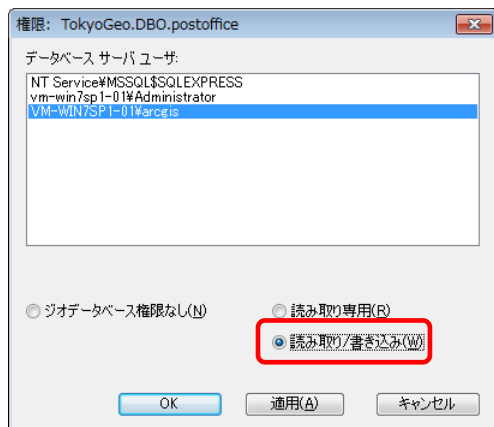 権限: TokyoGeo.DBO.postoffice
データベース サーバ ユーザ:
NT Service¥MSSQL$SQLEXPRESS
vm-win7sp1-01¥Administrator
VM-WIN7SP1-01¥arcgis
ジオデータベース権限なし(N) 読み取り専用(R)
読み取り/書き込み(W)
OK 適用(A) キャンセル